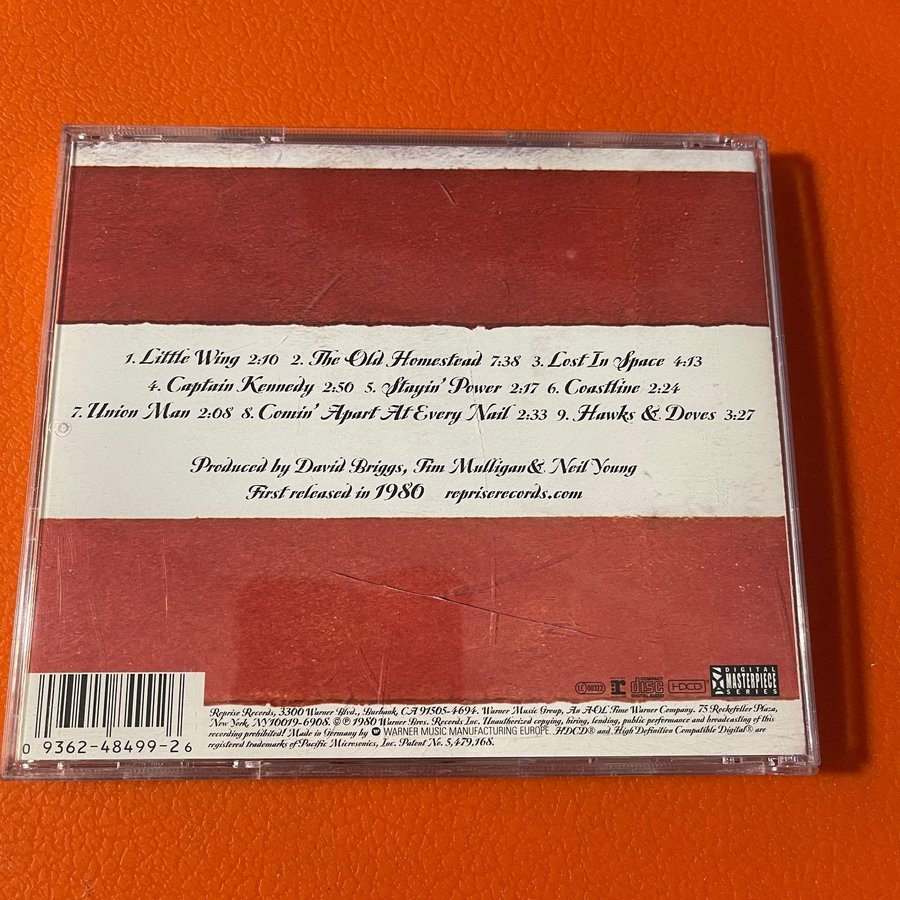 1. Little Wing 2:10 2. The Old Homestead 7:38 3. Lost In Space 4:13
4. Captain Kennedy 2:50 5. Stayin' Power 2:17 6. Coastline 2:24
7. Union Man 2:08 8. Comin' Apart At Every Nail 2:33 9. Hawks & Doves 3:27
Produced by David Briggs, Tim Mulligan & Neil Young
First released in 1980 repriserecords.com
LC 00322 r COMPACT disc DIGITAL AUDIO HDCD DIGITAL MASTERPIECE SERIES
Reprise Records, 3300 Warner Blvd., Burbank, CA 91505-4694. Warner Music Group, An AOL Time Warner Company. 75 Rockefeller Plaza,
New York, NY 10019-6908. © ℗ 1980 Warner Bros. Records Inc. Unauthorized copying, hiring, lending, public performance and broadcasting of this
recording prohibited! Made in Germany by WARNER MUSIC MANUFACTURING EUROPE. HDCD® and High Definition Compatible Digital® are
registered trademarks of Pacific Microsonics, Inc. Patent No. 5,479,168.
0 9362-48499-2 6